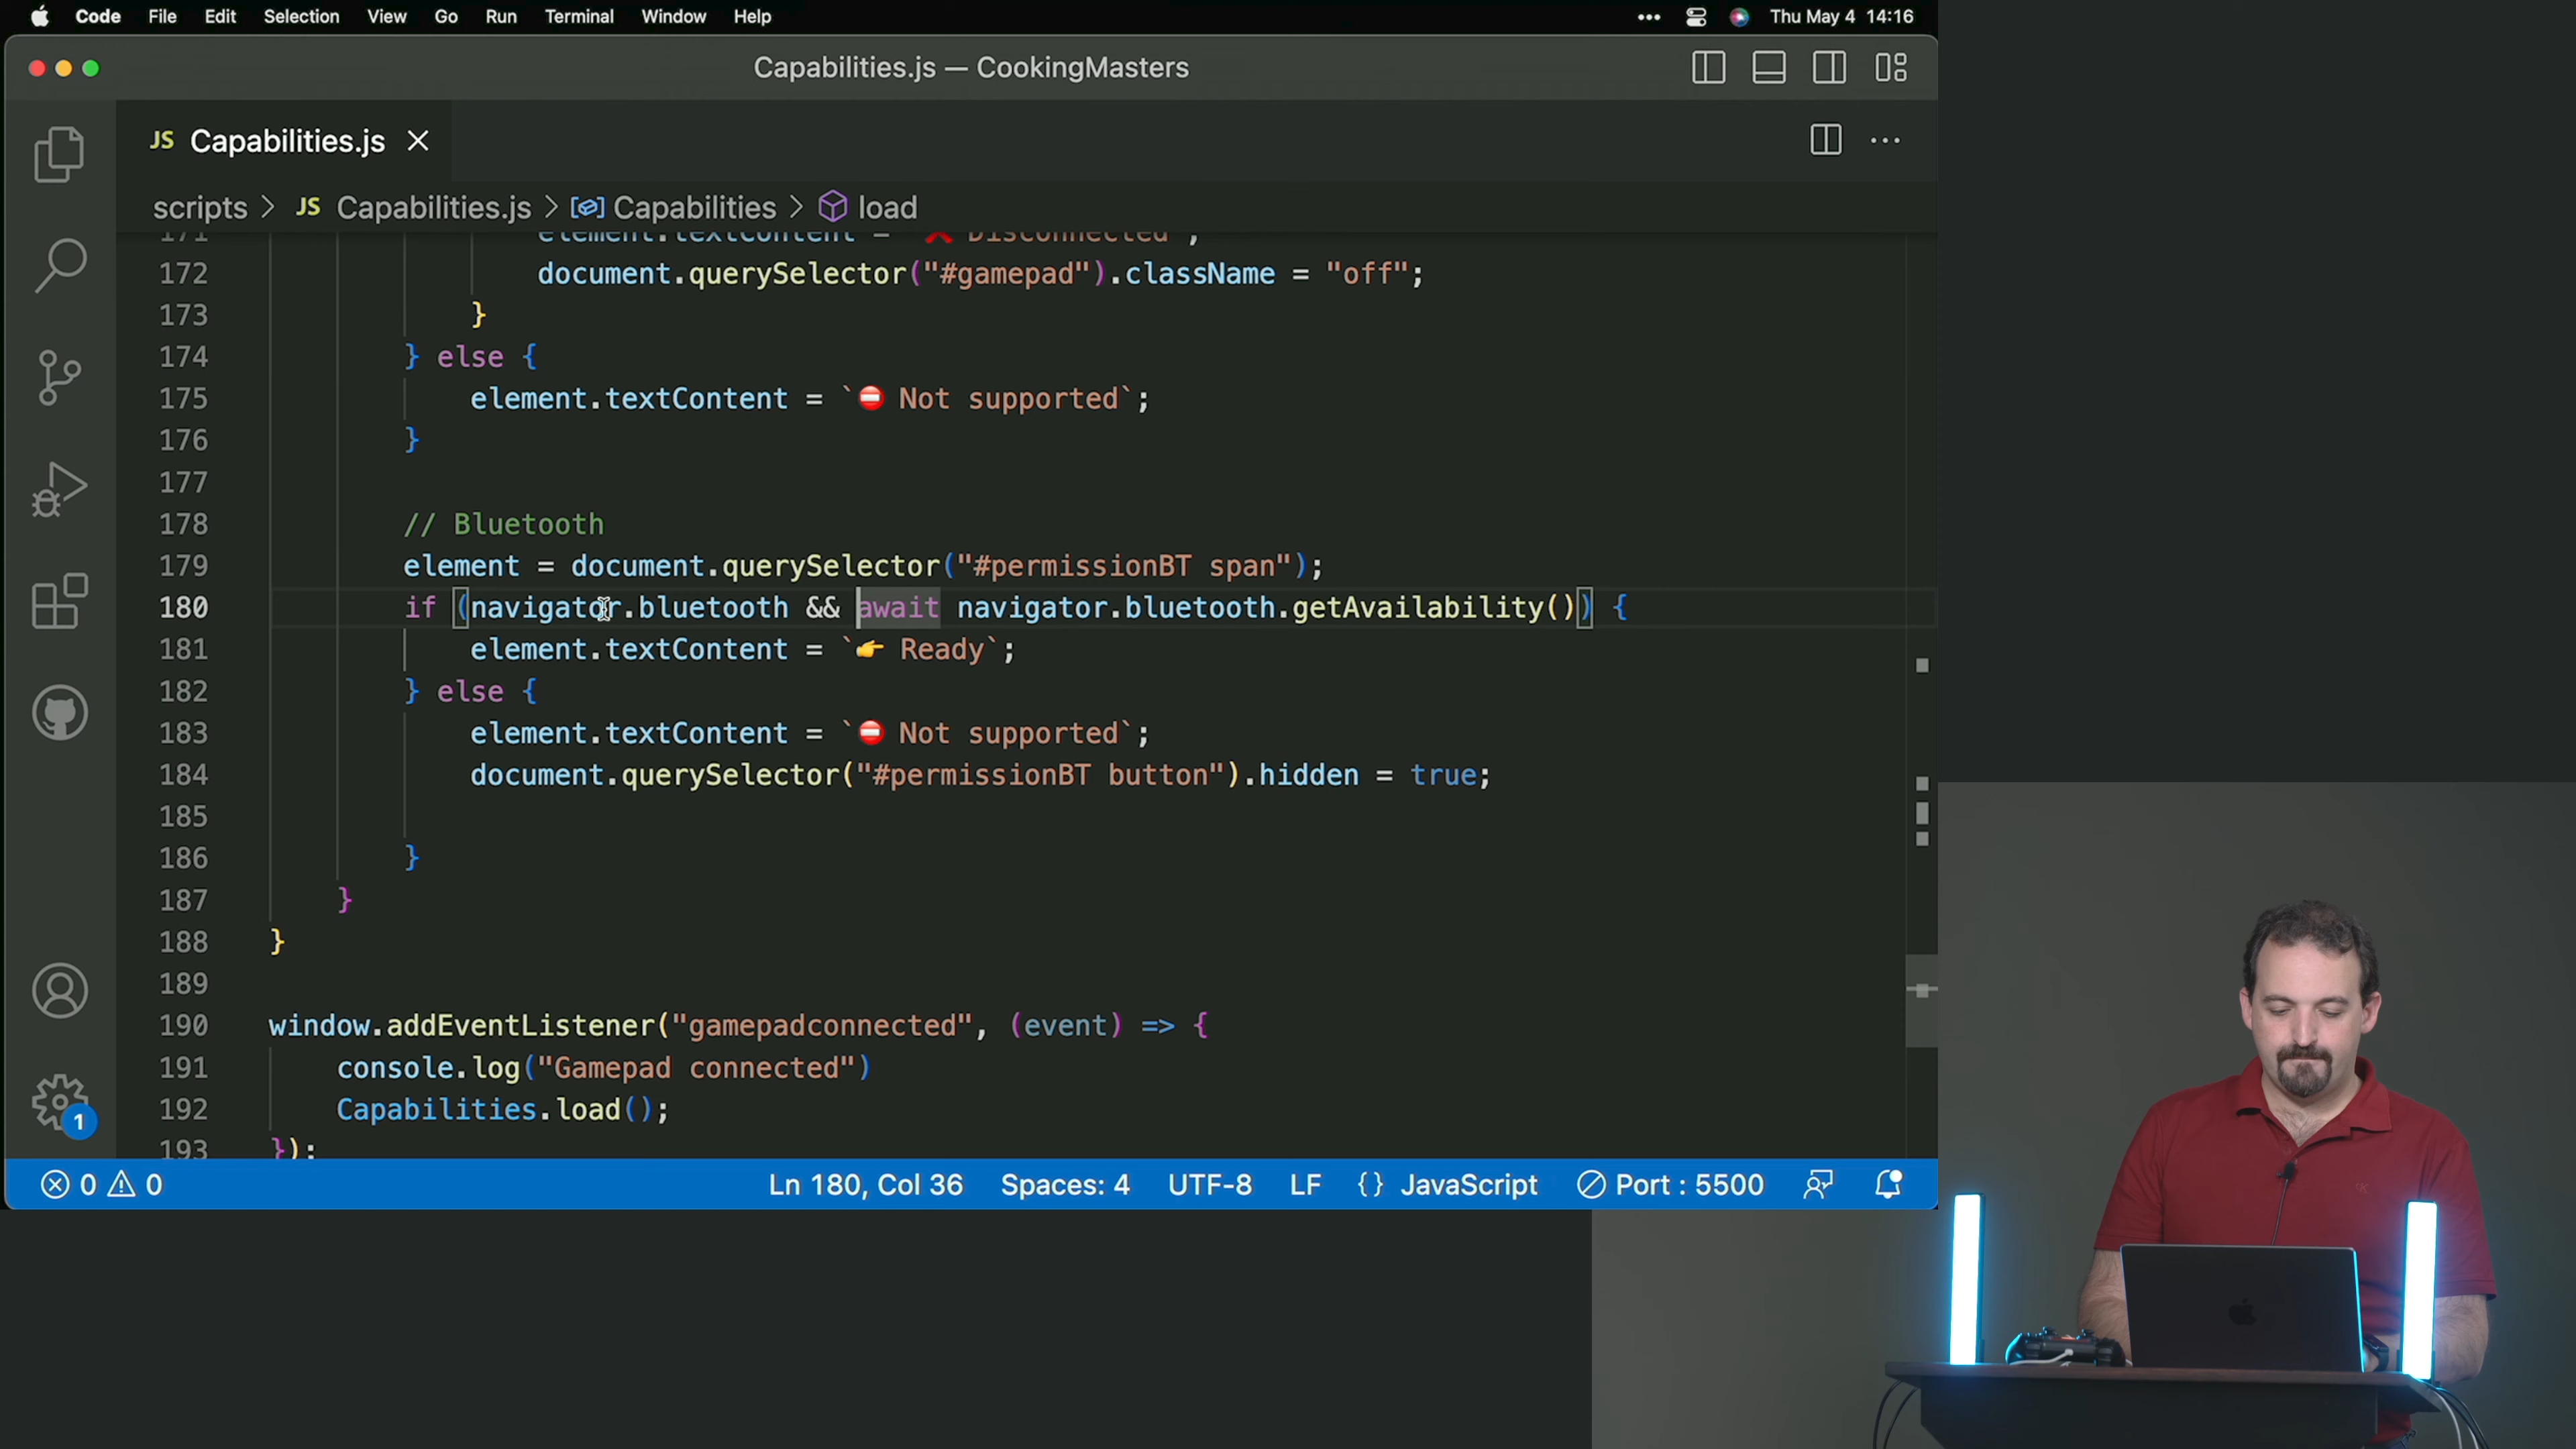 Code File Edit Selection View Go Run Terminal Window Help ••• Thu May 4 14:16
Capabilities.js — CookingMasters
JS Capabilities.js
scripts > JS Capabilities.js > Capabilities > load
171 element.textContent = `❌ Disconnected`;
172 document.querySelector("#gamepad").className = "off";
173 }
174 } else {
175 element.textContent = `⛔ Not supported`;
176 }
177
178 // Bluetooth
179 element = document.querySelector("#permissionBT span");
180 if (navigator.bluetooth && await navigator.bluetooth.getAvailability()) {
181 element.textContent = `👉 Ready`;
182 } else {
183 element.textContent = `⛔ Not supported`;
184 document.querySelector("#permissionBT button").hidden = true;
185
186 }
187 }
188 }
189
190 window.addEventListener("gamepadconnected", (event) => {
191 console.log("Gamepad connected")
192 Capabilities.load();
193 });
1
0 0 Ln 180, Col 36 Spaces: 4 UTF-8 LF {} JavaScript Port : 5500